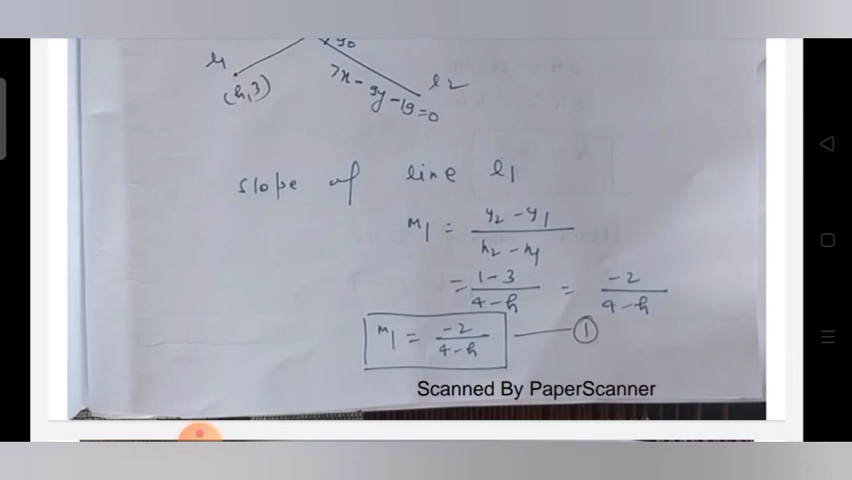 90
l1
(h,3)
7x - 9y - 19 = 0
l2
slope of line l1
m1 = y2 - y1 / x2 - x1
= 1 - 3 / 4 - h = -2 / 4 - h
m1 = -2 / 4 - h — 1
Scanned By PaperScanner